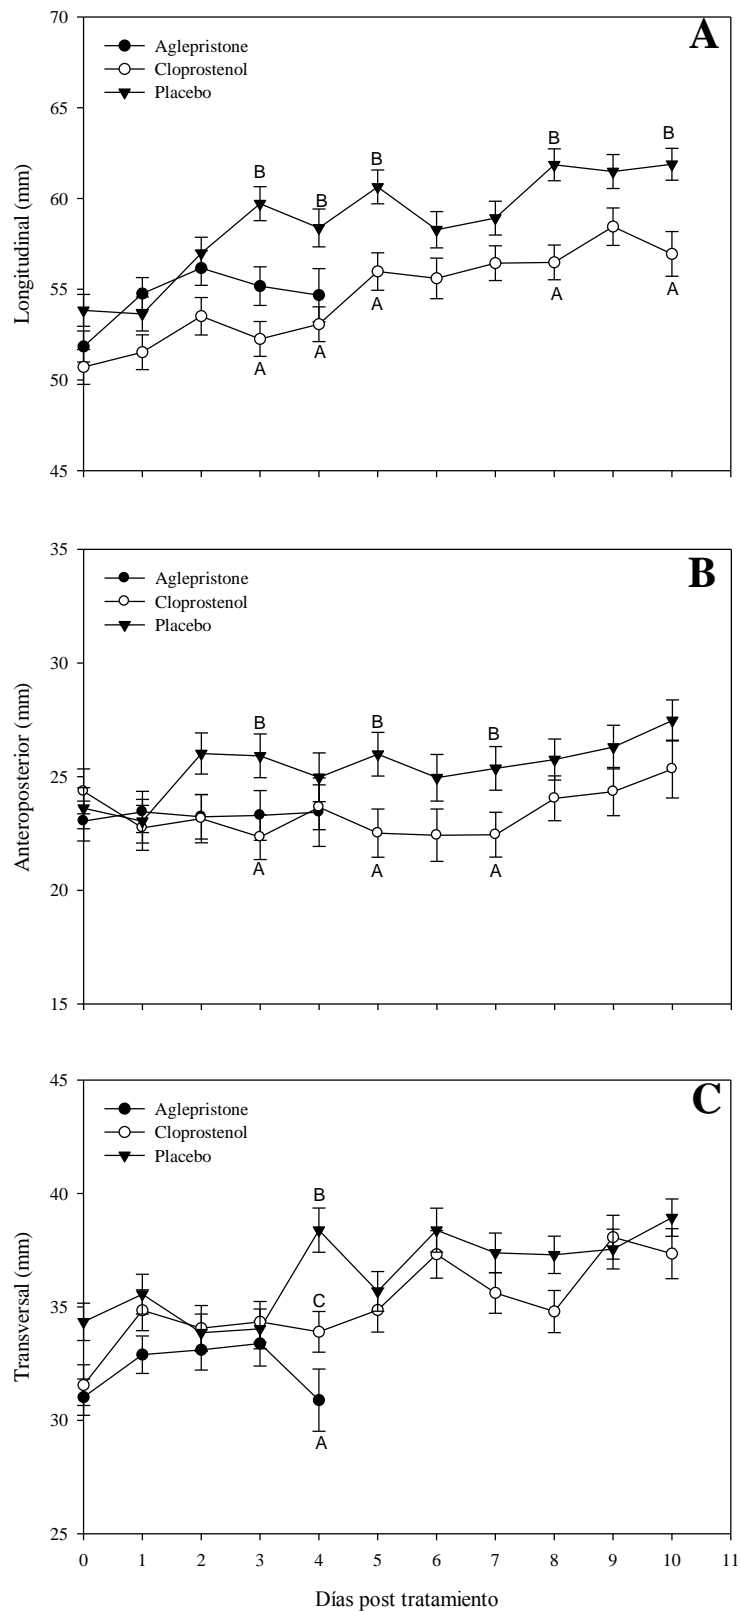 70
A
Aglepristone
Cloprostenol
Placebo
65
B
B
B
B
B
60
Longitudinal (mm)
55
A
A
A
A
A
50
45
35
B
Aglepristone
Cloprostenol
Placebo
30
B
B
B
Anteroposterior (mm)
25
20
A
A
A
15
45
C
Aglepristone
Cloprostenol
Placebo
40
B
Transversal (mm)
35
C
30
A
25
0 1 2 3 4 5 6 7 8 9 10 11
Días post tratamiento